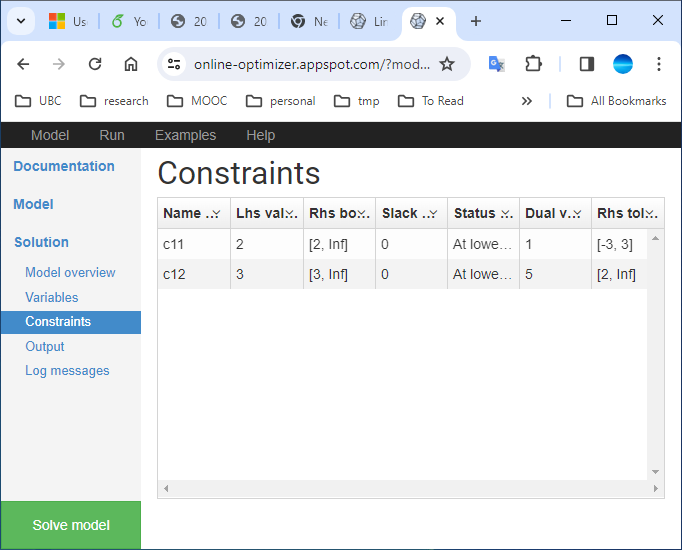 Us
Yo
20
20
Ne
Lin
online-optimizer.appspot.com/?mod...
UBC
research
MOOC
personal
tmp
To Read
»
All Bookmarks
Model Run Examples Help
Documentation
Model
Solution
Model overview
Variables
Constraints
Output
Log messages
Solve model
Constraints
Name ... Lhs val... Rhs bo... Slack ... Status ... Dual v... Rhs tol...
c11 2 [2, Inf] 0 At lowe... 1 [-3, 3]
c12 3 [3, Inf] 0 At lowe... 5 [2, Inf]